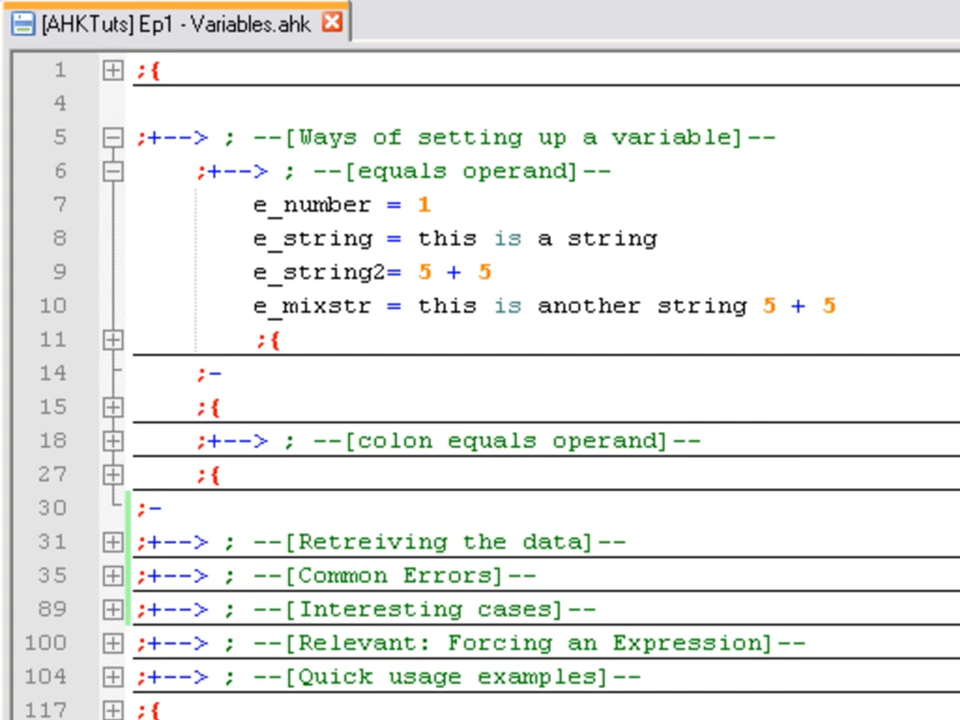 [AHKTuts] Ep1 - Variables.ahk
1 ;{
4
5 ;+--> ; --[Ways of setting up a variable]--
6 ;+--> ; --[equals operand]--
7 e_number = 1
8 e_string = this is a string
9 e_string2= 5 + 5
10 e_mixstr = this is another string 5 + 5
11 ;{
14 ;-
15 ;{
18 ;+--> ; --[colon equals operand]--
27 ;{
30 ;-
31 ;+--> ; --[Retreiving the data]--
35 ;+--> ; --[Common Errors]--
89 ;+--> ; --[Interesting cases]--
100 ;+--> ; --[Relevant: Forcing an Expression]--
104 ;+--> ; --[Quick usage examples]--
117 ;{